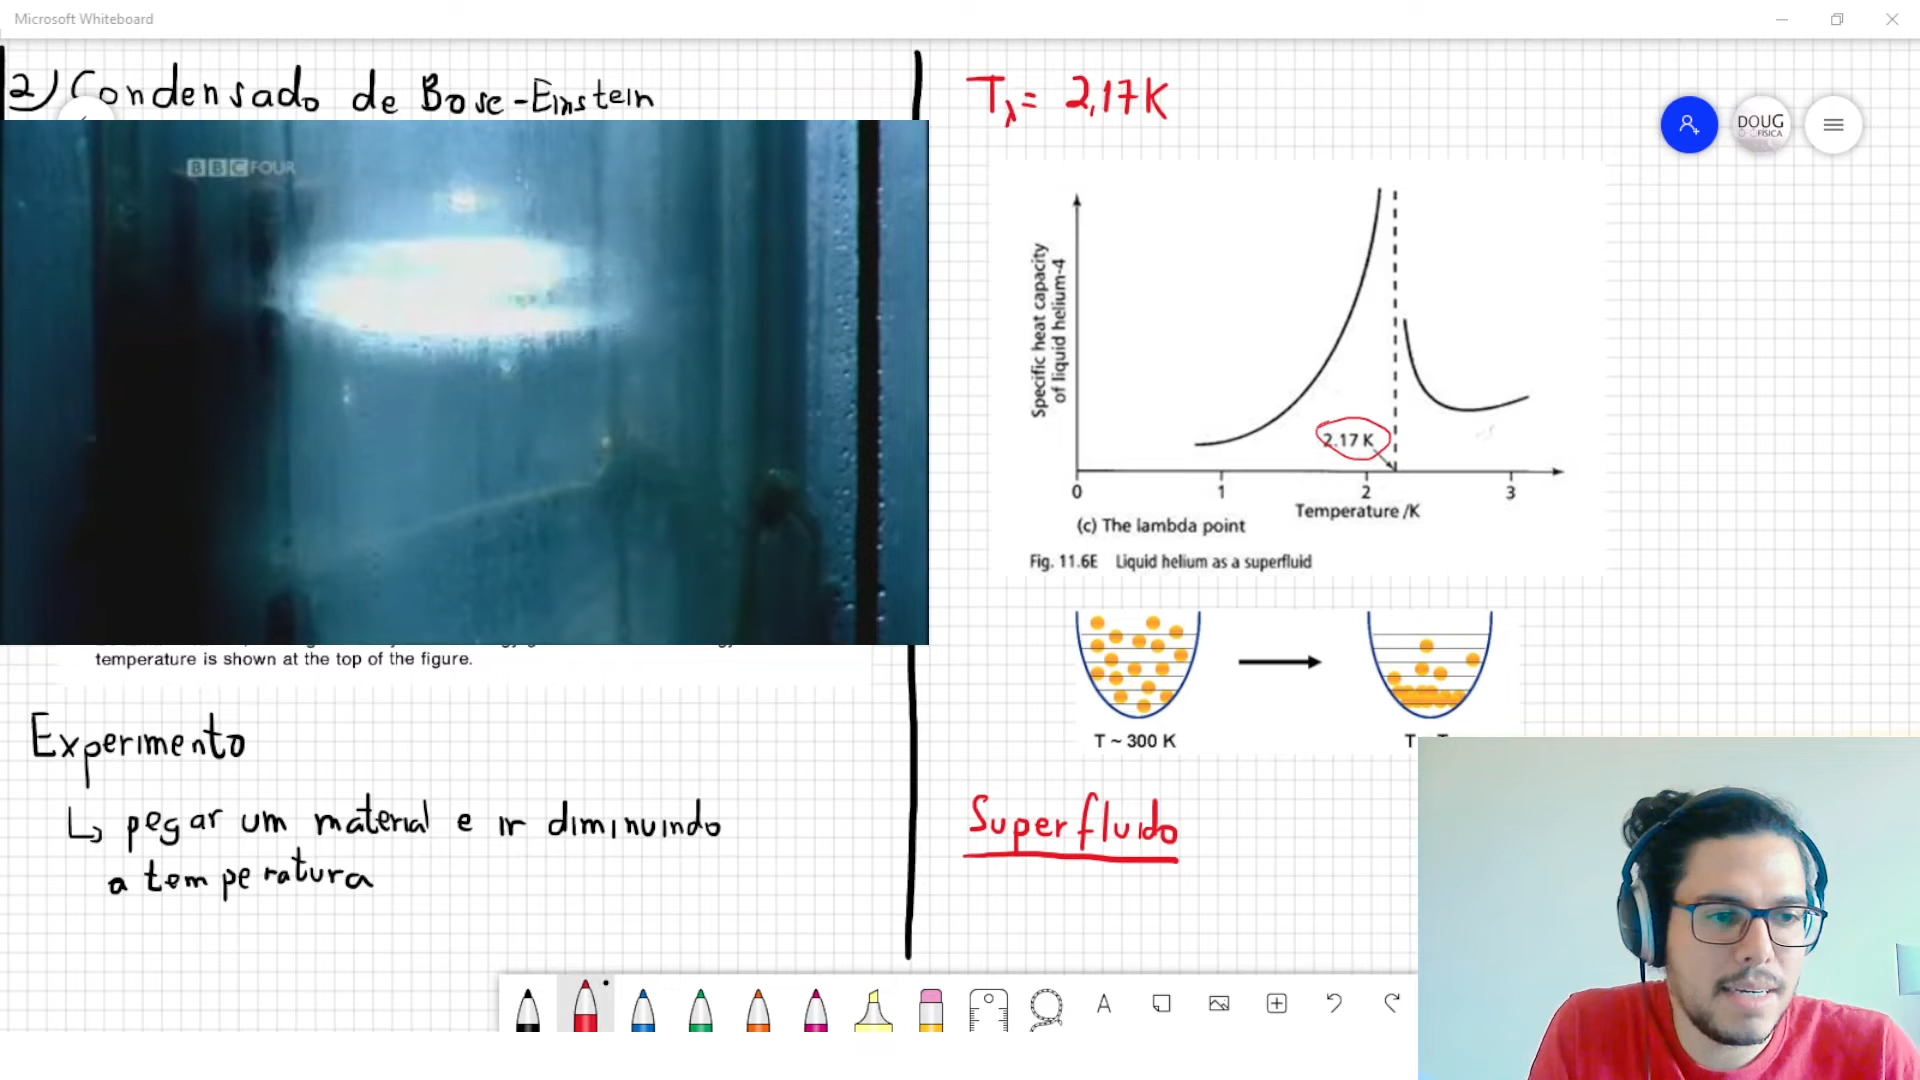 Microsoft Whiteboard
2) Condensado de Bose-Einstein
BBC FOUR
temperature is shown at the top of the figure.
Experimento
↳ pegar um material e ir diminuindo
a temperatura
Tλ = 2,17K
DOUG
FÍSICA
Specific heat capacity
of liquid helium-4
2.17 K
0 1 2 3
Temperature /K
(c) The lambda point
Fig. 11.6E Liquid helium as a superfluid
T ~ 300 K
Superfluido
A